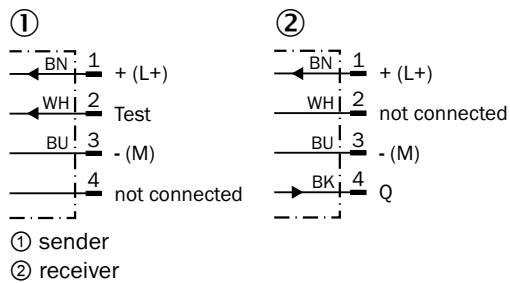 ① ②
BN 1 + (L+) BN 1 + (L+)
WH 2 Test WH 2 not connected
BU 3 - (M) BU 3 - (M)
4 not connected BK 4 Q
① sender
② receiver